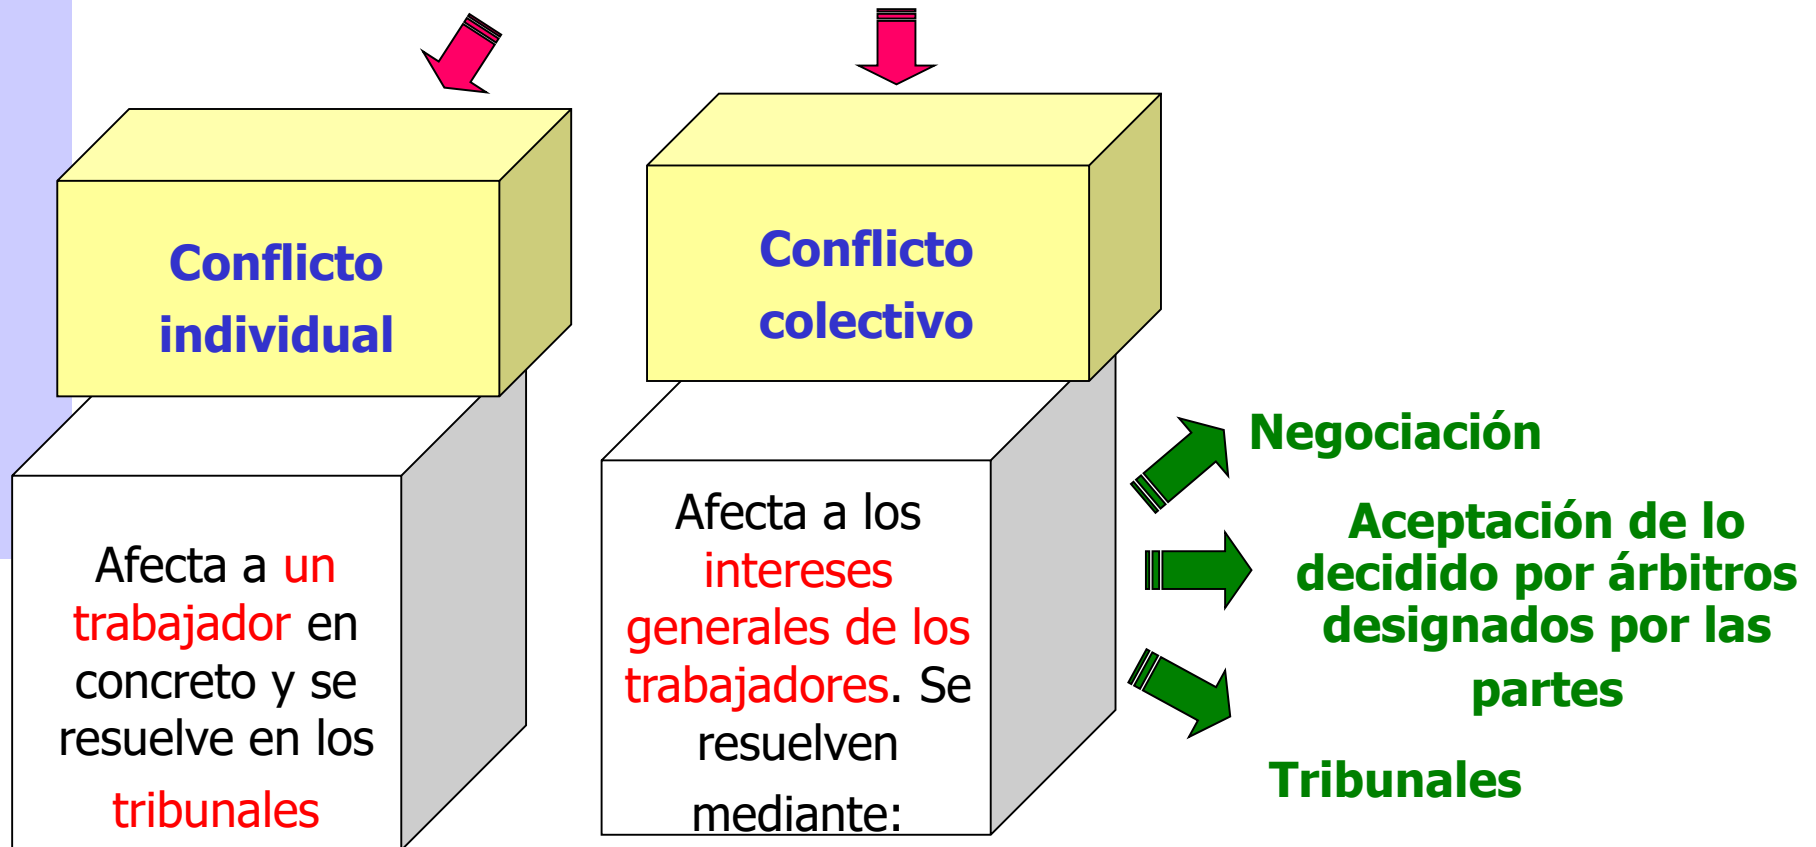 Conflicto
individual
Afecta a un
trabajador en
concreto y se
resuelve en los
tribunales
Conflicto
colectivo
Afecta a los
intereses
generales de los
trabajadores. Se
resuelven
mediante:
Negociación
Aceptación de lo
decidido por árbitros
designados por las
partes
Tribunales